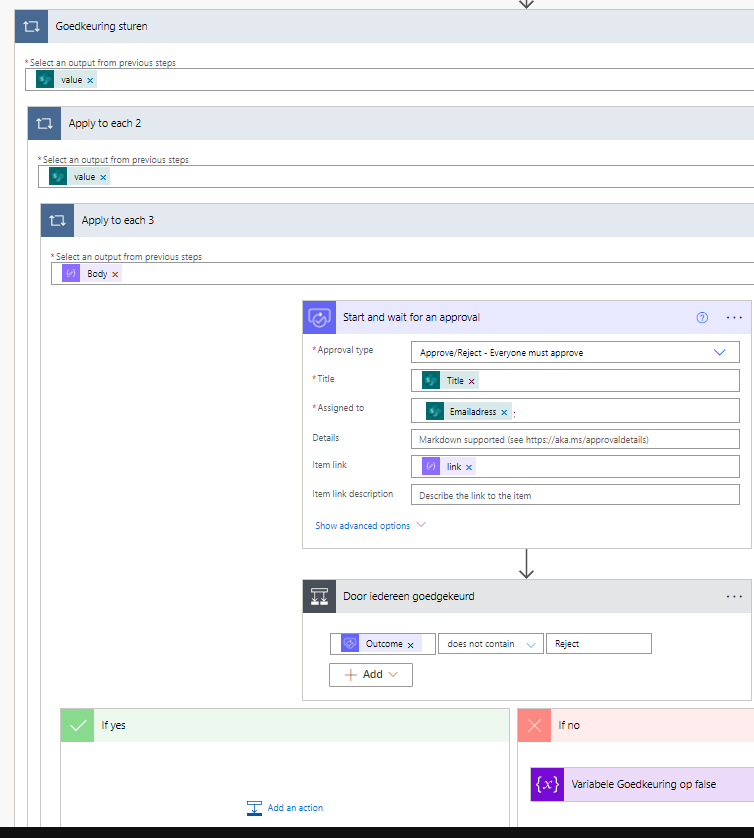 Goedkeuring sturen
* Select an output from previous steps
value ×
Apply to each 2
* Select an output from previous steps
value ×
Apply to each 3
* Select an output from previous steps
Body ×
Start and wait for an approval
* Approval type
Approve/Reject - Everyone must approve
* Title
Title ×
* Assigned to
Emailadress × ;
Details
Markdown supported (see https://aka.ms/approvaldetails)
Item link
link ×
Item link description
Describe the link to the item
Show advanced options
Door iedereen goedgekeurd
Outcome × does not contain Reject
+ Add
If yes
If no
{x} Variabele Goedkeuring op false
Add an action